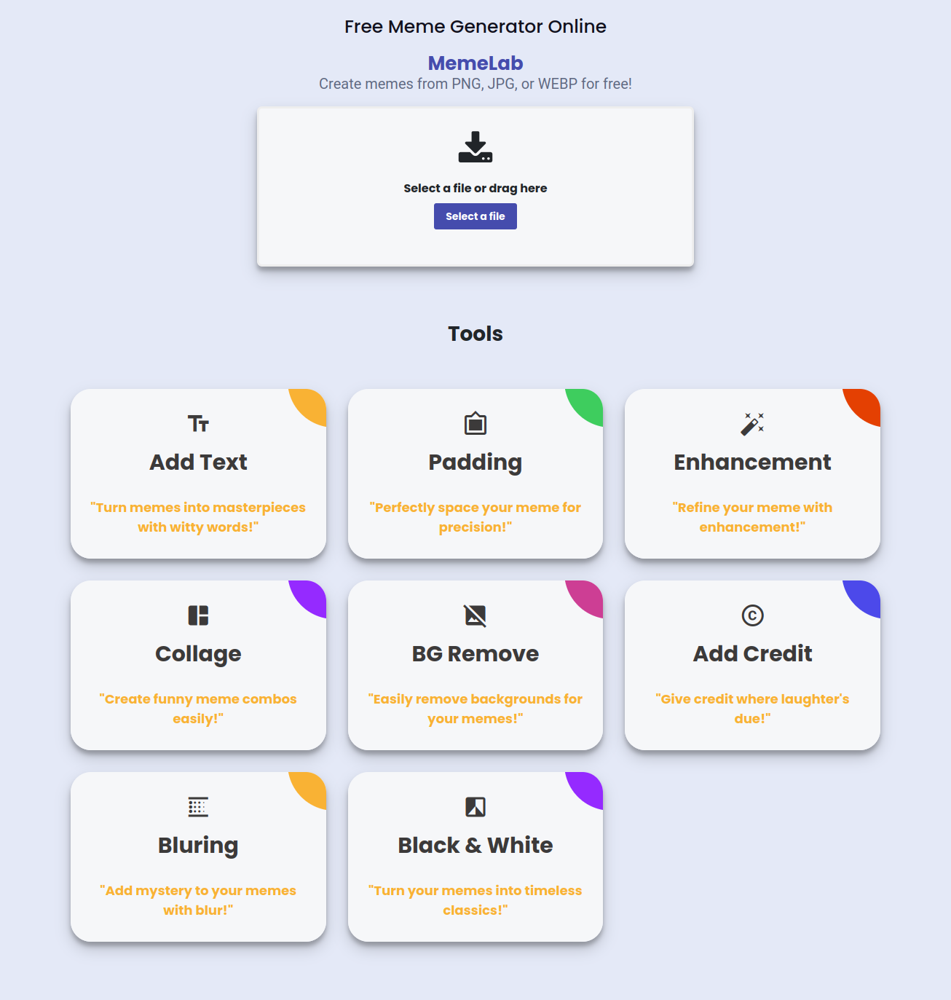 Free Meme Generator Online
MemeLab
Create memes from PNG, JPG, or WEBP for free!
Select a file or drag here
Select a file
Tools
Add Text
"Turn memes into masterpieces
with witty words!"
Padding
"Perfectly space your meme for
precision!"
Enhancement
"Refine your meme with
enhancement!"
Collage
"Create funny meme combos
easily!"
BG Remove
"Easily remove backgrounds for
your memes!"
Add Credit
"Give credit where laughter's
due!"
Bluring
"Add mystery to your memes
with blur!"
Black & White
"Turn your memes into timeless
classics!"